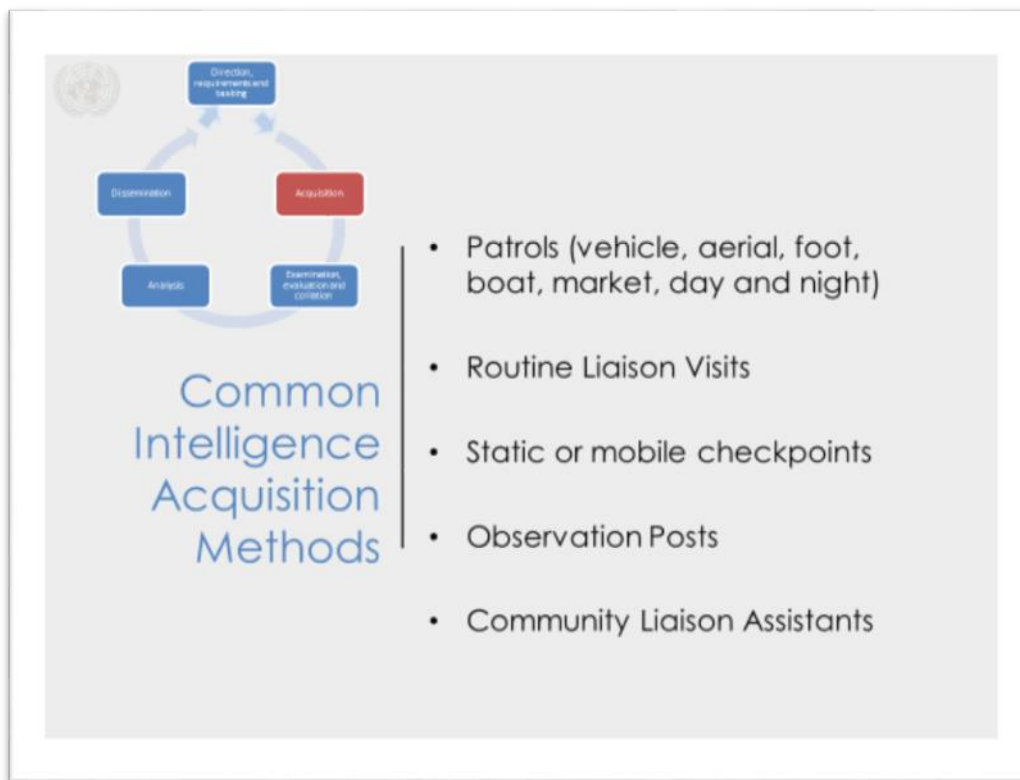 Direction,
requirements and
tasking
Dissemination
Acquisition
Analysis
Examination,
evaluation and
collation
Common
Intelligence
Acquisition
Methods
• Patrols (vehicle, aerial, foot,
boat, market, day and night)
• Routine Liaison Visits
• Static or mobile checkpoints
• Observation Posts
• Community Liaison Assistants